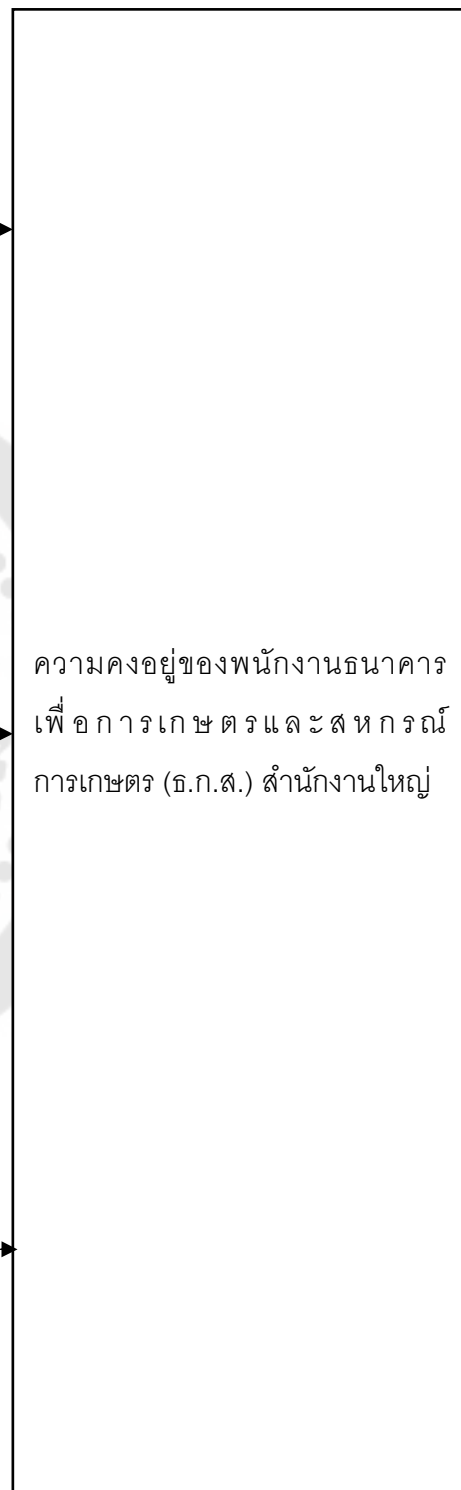 ความคงอยู่ของพนักงานธนาคาร
เพื่อการเกษตรและสหกรณ์
การเกษตร (ธ.ก.ส.) สำนักงานใหญ่